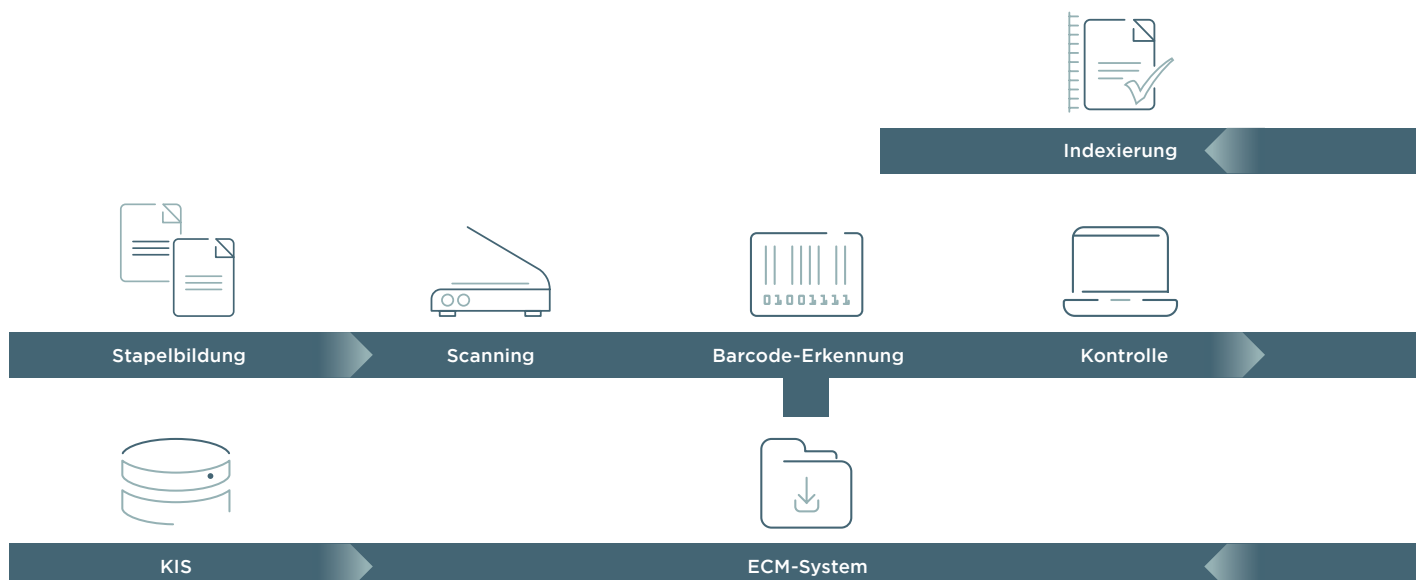 Indexierung
Stapelbildung
Scanning
Barcode-Erkennung
Kontrolle
01001111
KIS
ECM-System